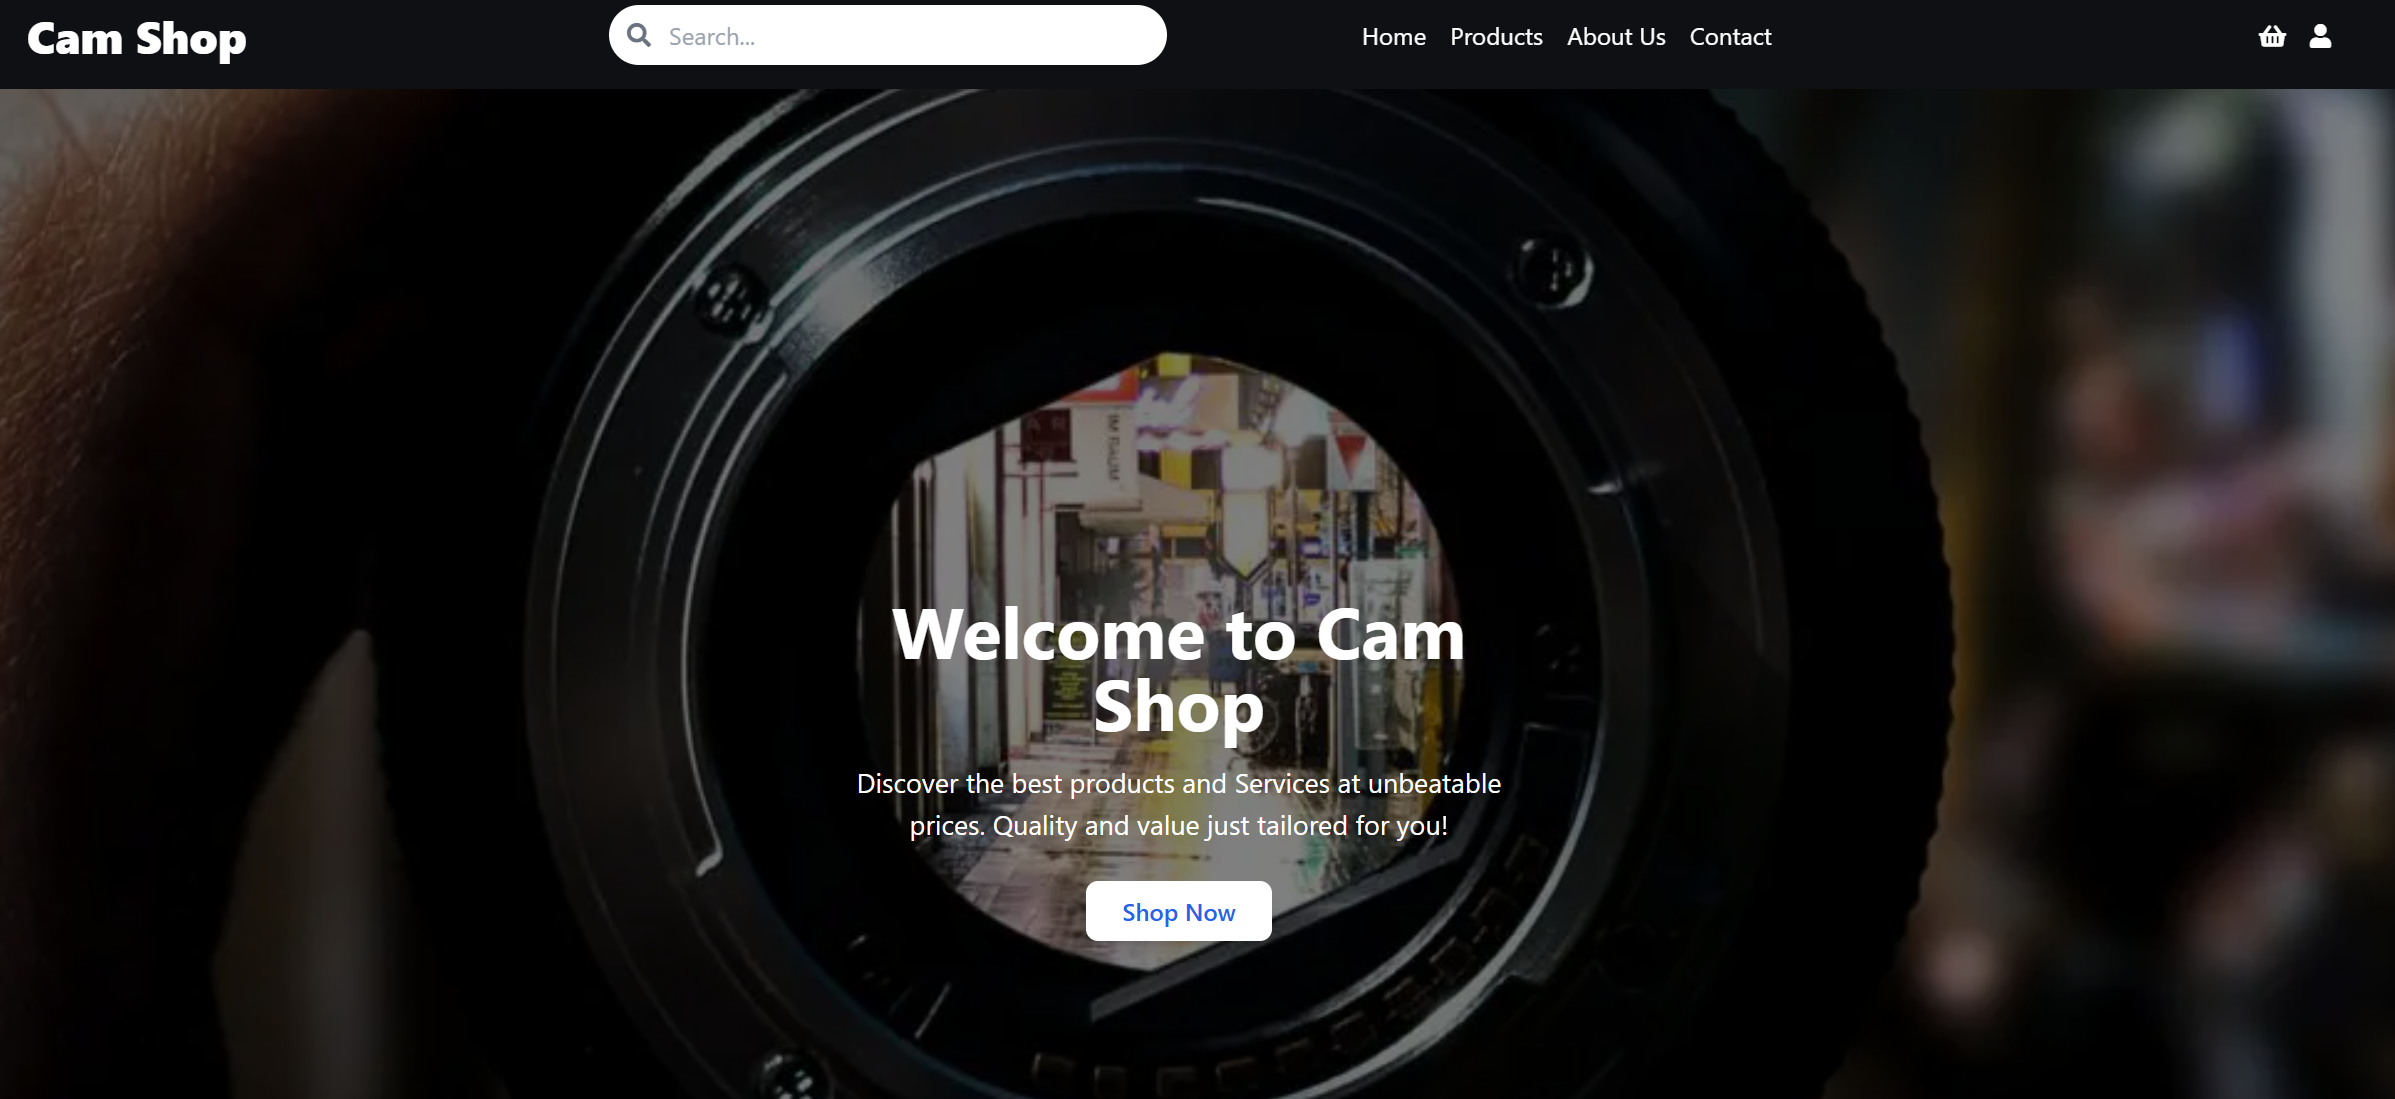 Cam Shop
Search...
Home Products About Us Contact
Welcome to Cam
Shop
Discover the best products and Services at unbeatable
prices. Quality and value just tailored for you!
Shop Now